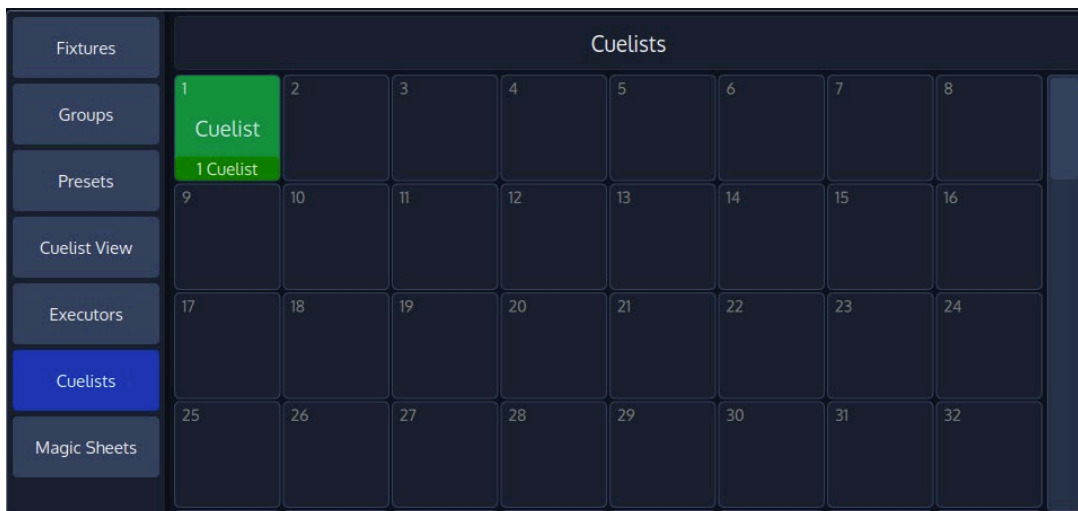 Fixtures
Groups
Presets
Cuelist View
Executors
Cuelists
Magic Sheets
Cuelists
1 2 3 4 5 6 7 8
Cuelist
1 Cuelist
9 10 11 12 13 14 15 16
17 18 19 20 21 22 23 24
25 26 27 28 29 30 31 32